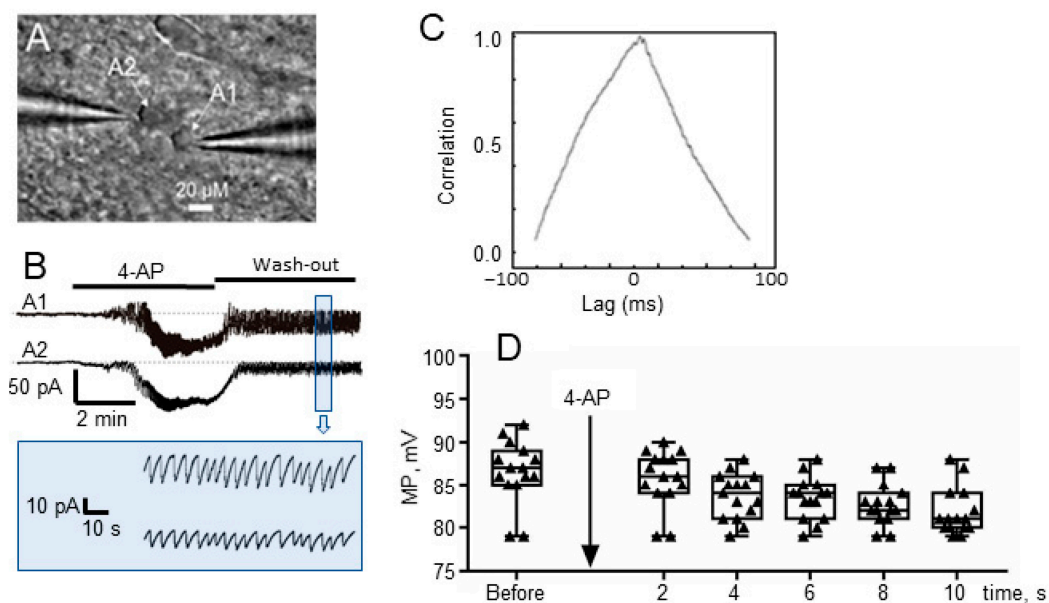 A
A2
A1
20 µM
B
4-AP
Wash-out
A1
A2
50 pA
2 min
10 pA
10 s
C
Correlation
1.0
0.5
0.0
−100
0
100
Lag (ms)
D
MP, mV
100
95
90
85
80
75
4-AP
Before
2
4
6
8
10
time, s